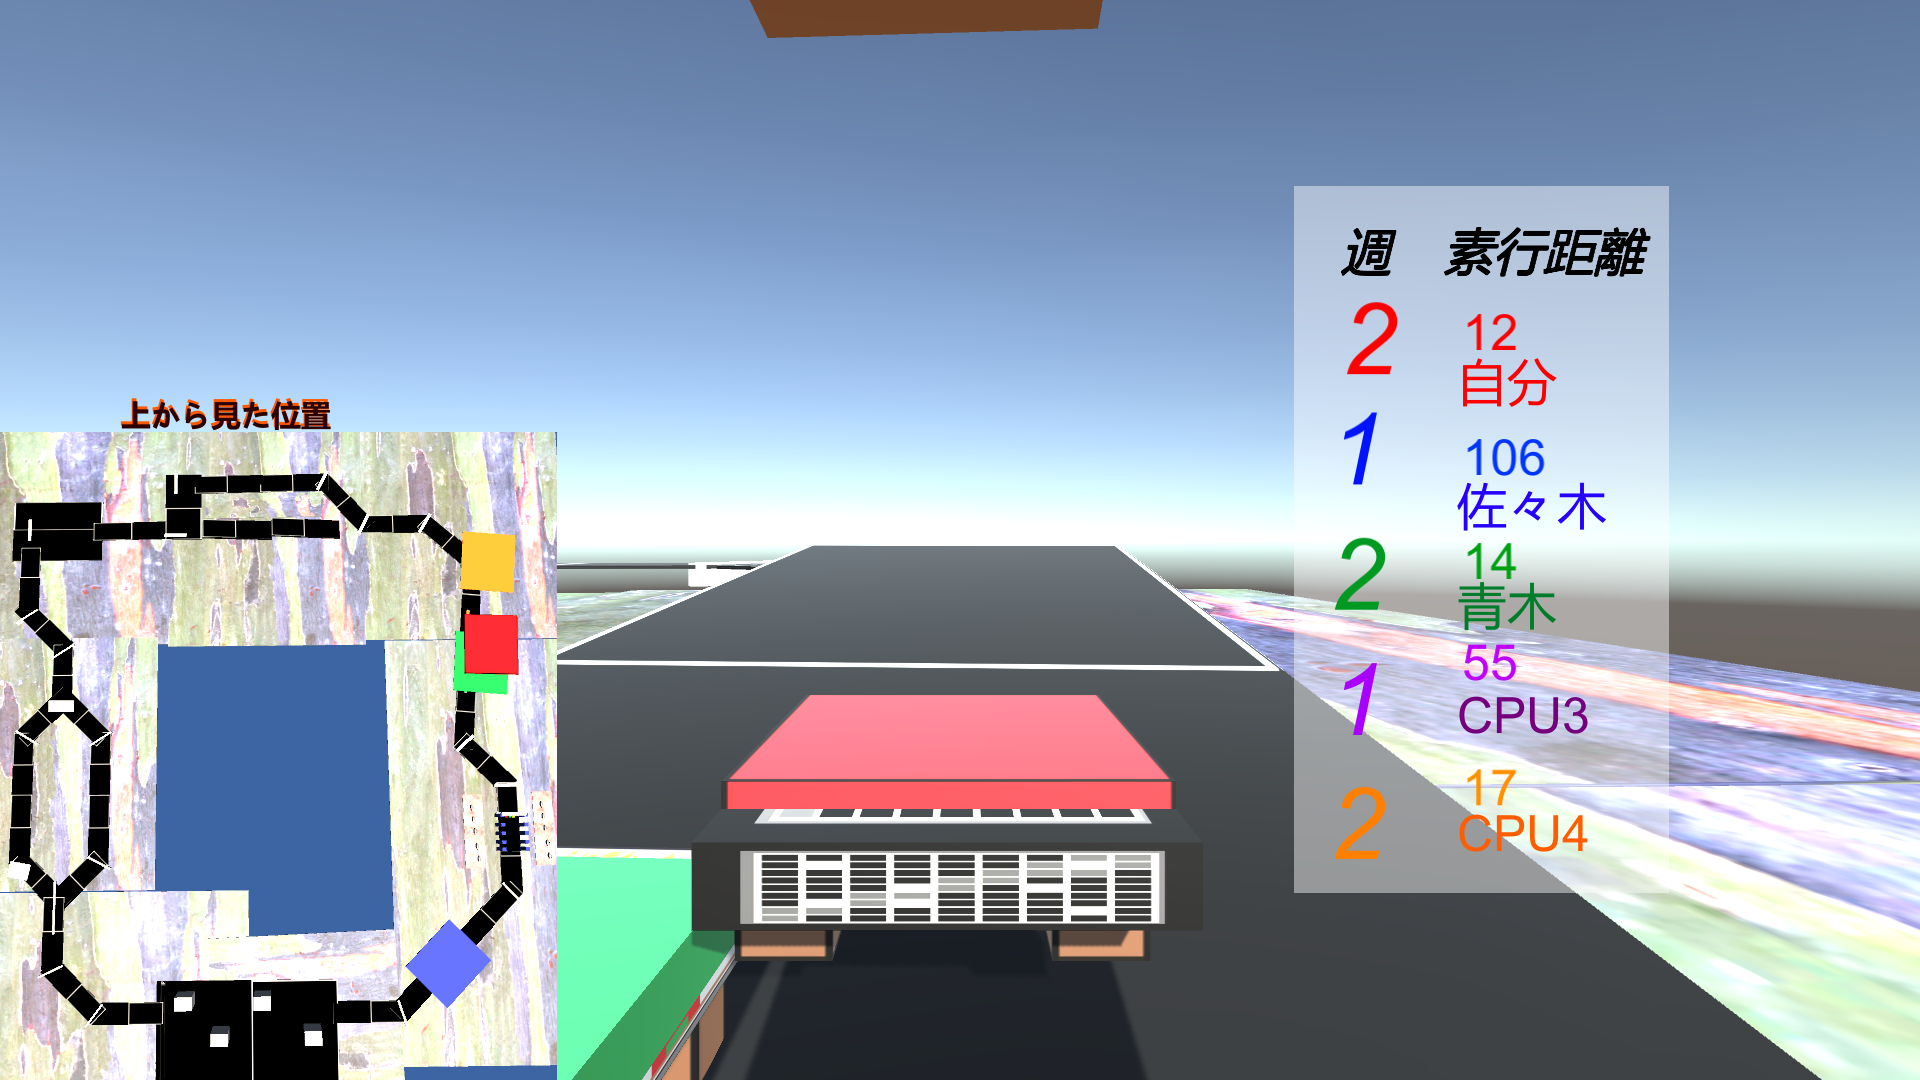 上から見た位置
週 素行距離
2 12
自分
1 106
佐々木
2 14
青木
1 55
CPU3
2 17
CPU4